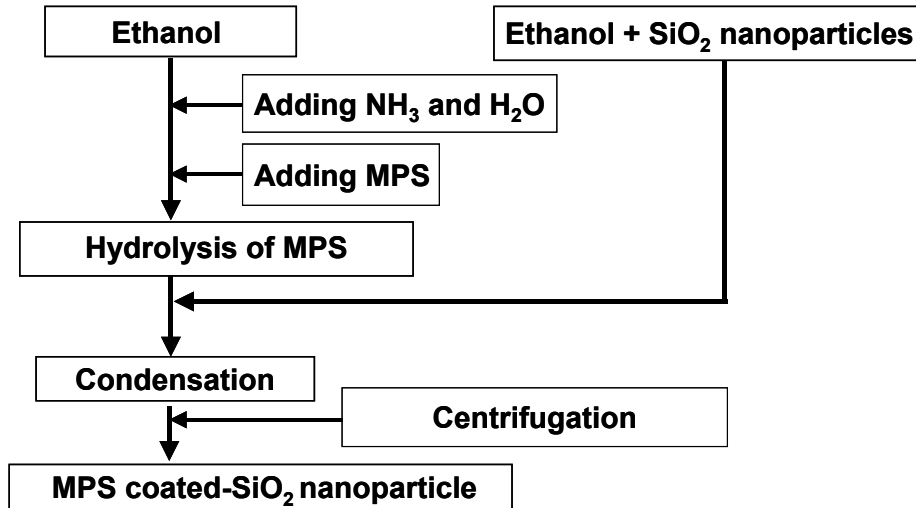 Ethanol
Ethanol + SiO₂ nanoparticles
Adding NH₃ and H₂O
Adding MPS
Hydrolysis of MPS
Condensation
Centrifugation
MPS coated-SiO₂ nanoparticle